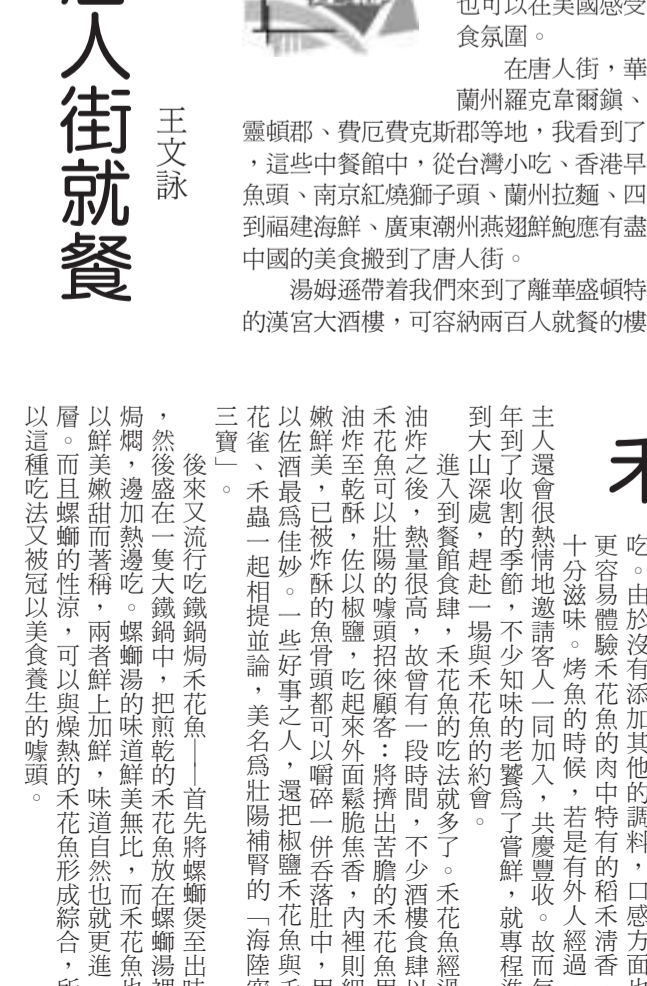 人街就餐
王文詠
也可以在美國感受
食氛圍。
在唐人街，華
蘭州羅克韋爾鎮、
靈頓郡、費厄費克斯郡等地，我看到了
，這些中餐館中，從台灣小吃、香港早
魚頭、南京紅燒獅子頭、蘭州拉麵、四
到福建海鮮、廣東潮州燕翅鮮鮑應有盡
中國的美食搬到了唐人街。
湯姆遜帶着我們來到了離華盛頓特
的漢宮大酒樓，可容納兩百人就餐的樓
吃。由於沒有添加其他的調料，口感方面也
更容易體驗禾花魚的肉中特有的稻禾清香
十分滋味。烤魚的時候，若是有外人經過
主人還會很熱情地邀請客人一同加入，共慶豐收。故而每
年到了收割的季節，不少知味的老饕爲了嘗鮮，就專程進
到大山深處，趕赴一場與禾花魚的約會。
進入到餐館食肆，禾花魚的吃法就多了。禾花魚經過
油炸之後，熱量很高，故曾有一段時間，不少酒樓食肆以
禾花魚可以壯陽的噱頭招徠顧客：將擠出苦膽的禾花魚用
油炸至乾酥，佐以椒鹽，吃起來外面鬆脆焦香，內裡則細
嫩鮮美，已被炸酥的魚骨頭都可以嚼碎一併吞落肚中，用
以佐酒最爲佳妙。一些好事之人，還把椒鹽禾花魚與禾
花雀、禾蟲一起相提並論，美名爲壯陽補腎的「海陸空
三寶」。
後來又流行吃鐵鍋焗禾花魚——首先將螺螄煲至出味
，然後盛在一隻大鐵鍋中，把煎乾的禾花魚放在螺螄湯裡
焗燜，邊加熱邊吃。螺螄湯的味道鮮美無比，而禾花魚也
以鮮美嫩甜而著稱，兩者鮮上加鮮，味道自然也就更進
層。而且螺螄的性涼，可以與燥熱的禾花魚形成綜合，所
以這種吃法又被冠以美食養生的噱頭。